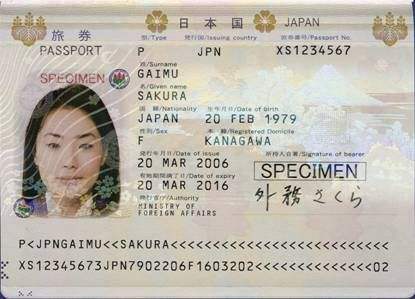 旅券 日本国 JAPAN
PASSPORT
型/Type 発行国/Issuing country 旅券番号/Passport No.
P JPN XS1234567
姓/Surname
GAIMU
名/Given name
SAKURA
国籍/Nationality 生年月日/Date of birth
JAPAN 20 FEB 1979
性別/Sex 本籍/Registered Domicile
F KANAGAWA
発行年月日/Date of issue 所持人自署/Signature of bearer
20 MAR 2006
有効期間満了日/Date of expiry
20 MAR 2016
発行官庁/Authority
MINISTRY OF
FOREIGN AFFAIRS
SPECIMEN
SPECIMEN
外務さくら
P<JPNGAIMU<<SAKURA<<<<<<<<<<<<<<<<<<<<<<<<<<
XS12345673JPN7902206F1603202<<<<<<<<<<<<<<02